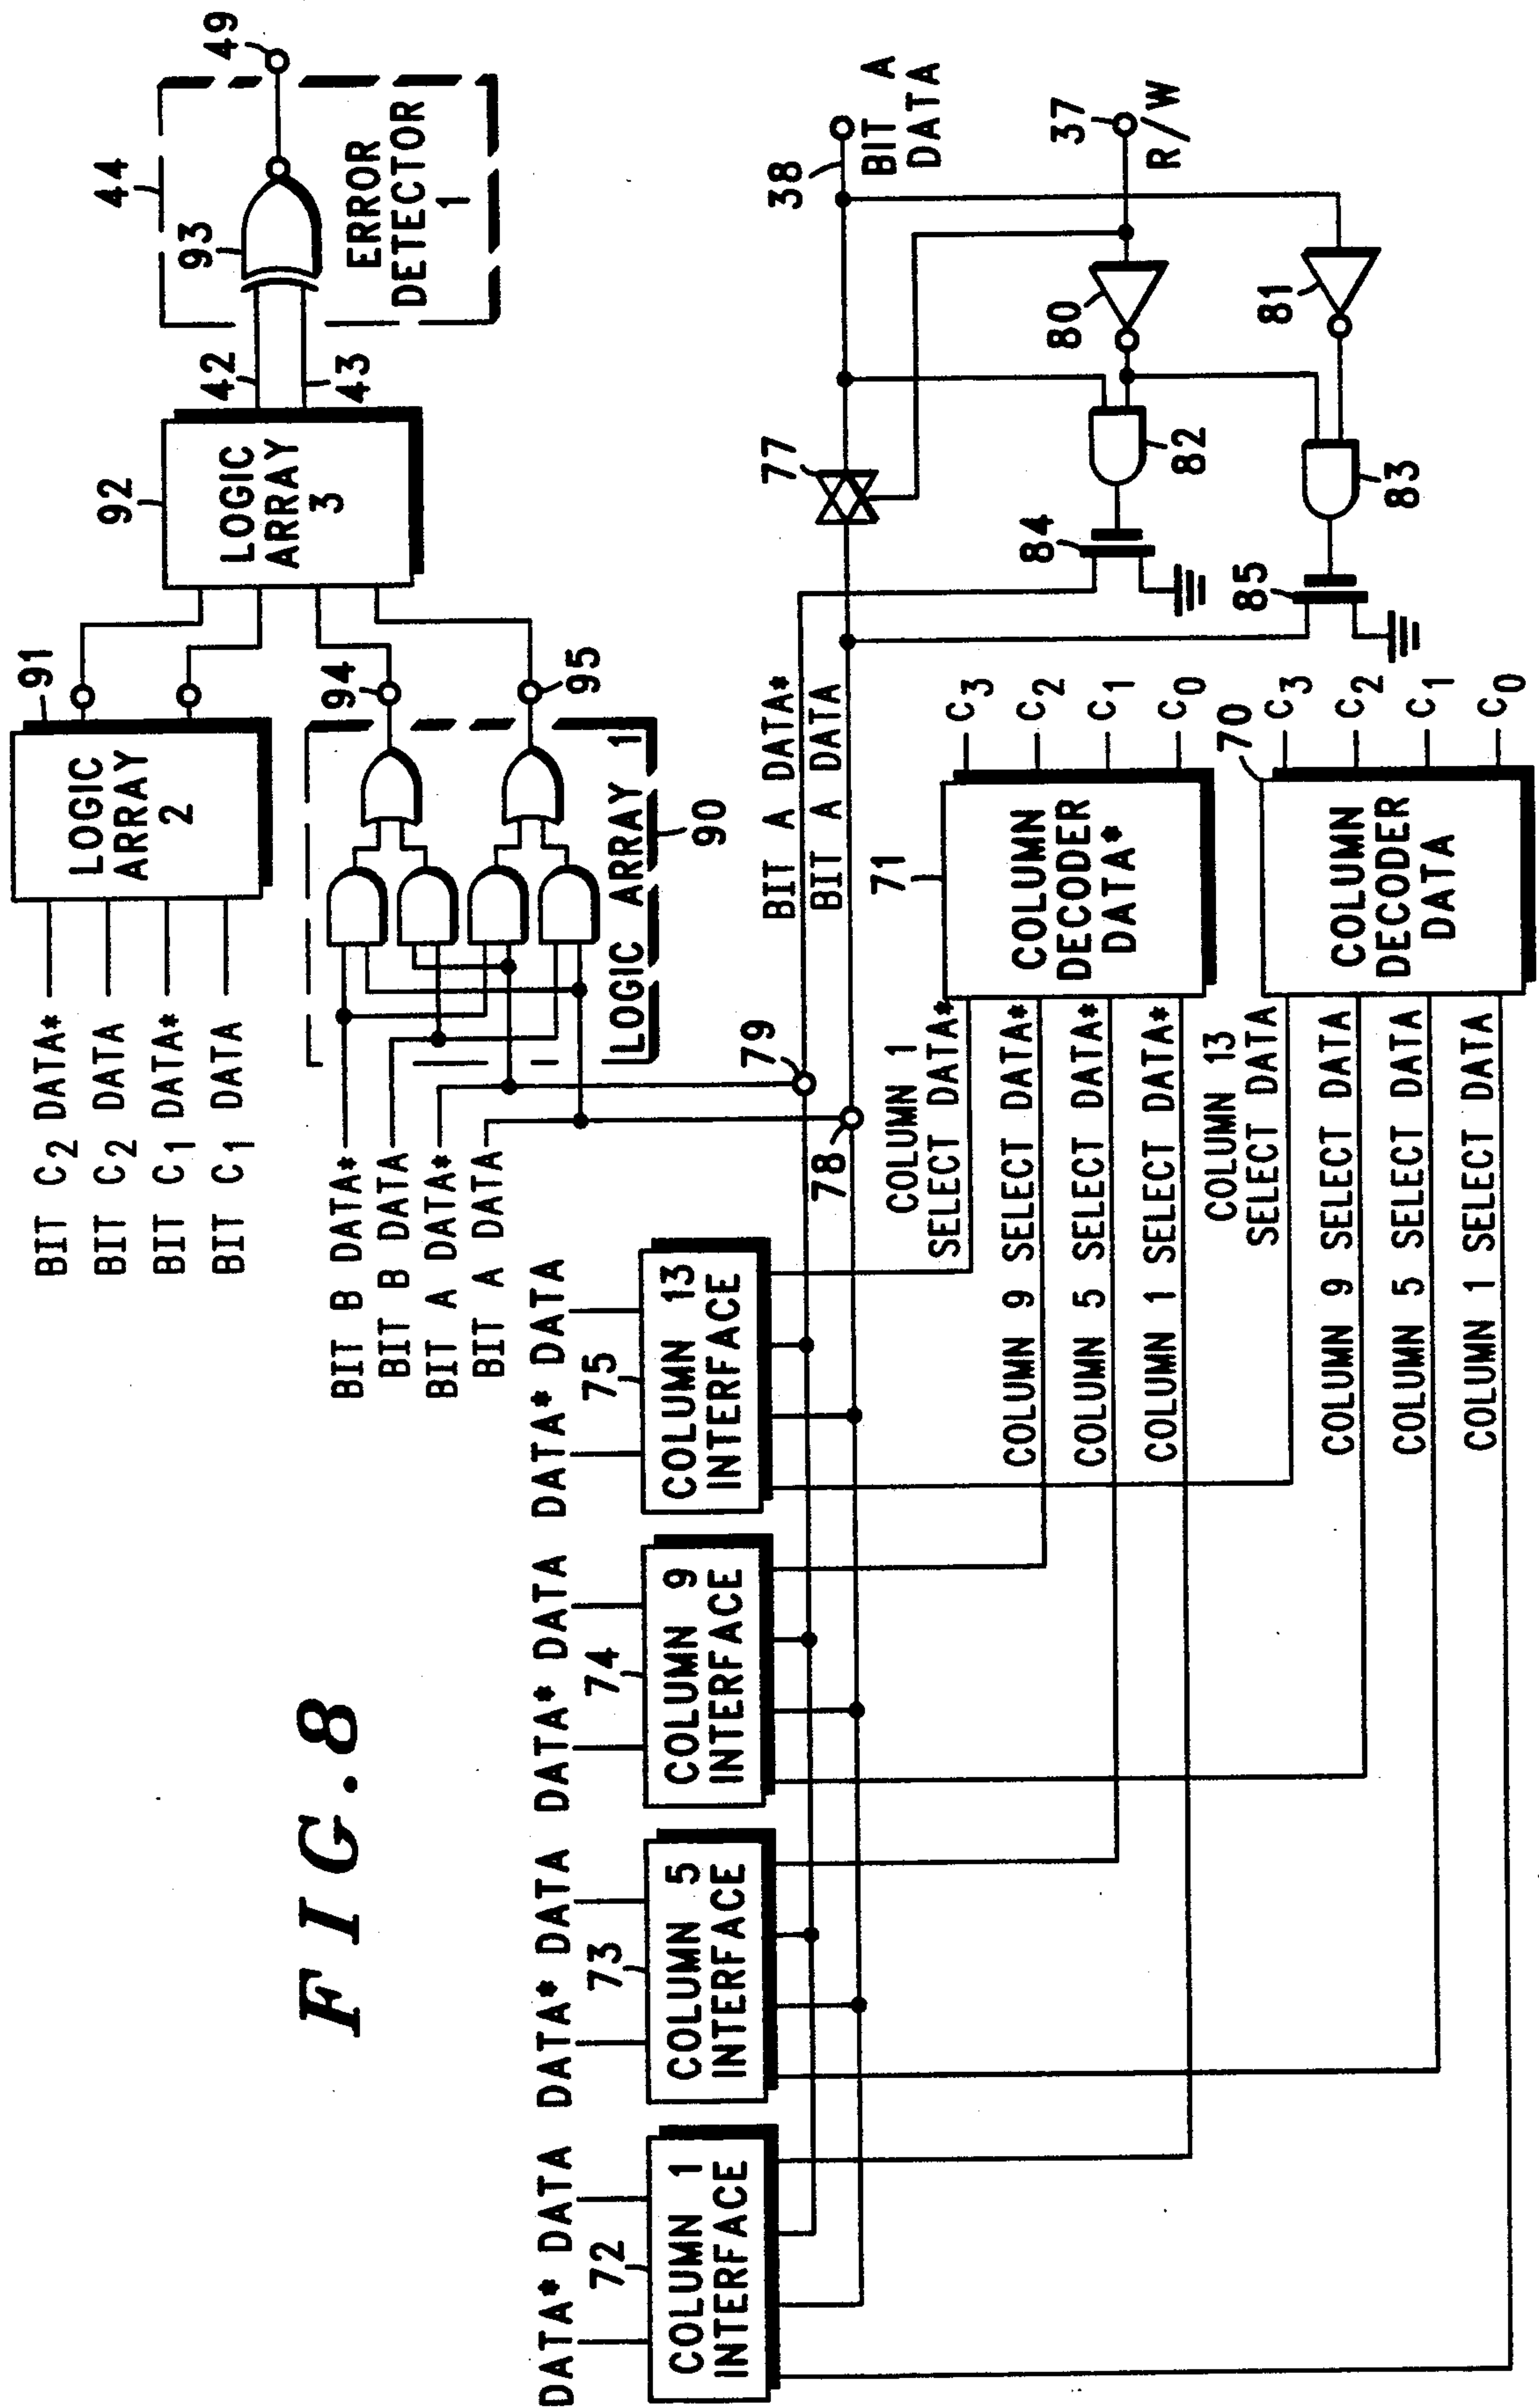 FIG.8
BIT C2 DATA*
BIT C2 DATA
BIT C1 DATA*
BIT C1 DATA
LOGIC
ARRAY
2
91
92
LOGIC
ARRAY
3
42
43
44
93
ERROR
DETECTOR
1
49
BIT B DATA*
BIT B DATA
BIT A DATA*
BIT A DATA
LOGIC ARRAY 1
90
94
95
DATA* DATA
DATA* DATA
DATA* DATA
DATA* DATA
72
COLUMN 1
INTERFACE
73
COLUMN 5
INTERFACE
74
COLUMN 9
INTERFACE
75
COLUMN 13
INTERFACE
78
79
BIT A DATA*
BIT A DATA
77
38
BIT A
DATA
37
R/W
80
81
82
83
84
85
COLUMN 1
SELECT DATA*
COLUMN 9 SELECT DATA*
COLUMN 5 SELECT DATA*
COLUMN 1 SELECT DATA*
71
COLUMN
DECODER
DATA*
C3
C2
C1
C0
COLUMN 13
SELECT DATA
COLUMN 9 SELECT DATA
COLUMN 5 SELECT DATA
COLUMN 1 SELECT DATA
70
COLUMN
DECODER
DATA
C3
C2
C1
C0